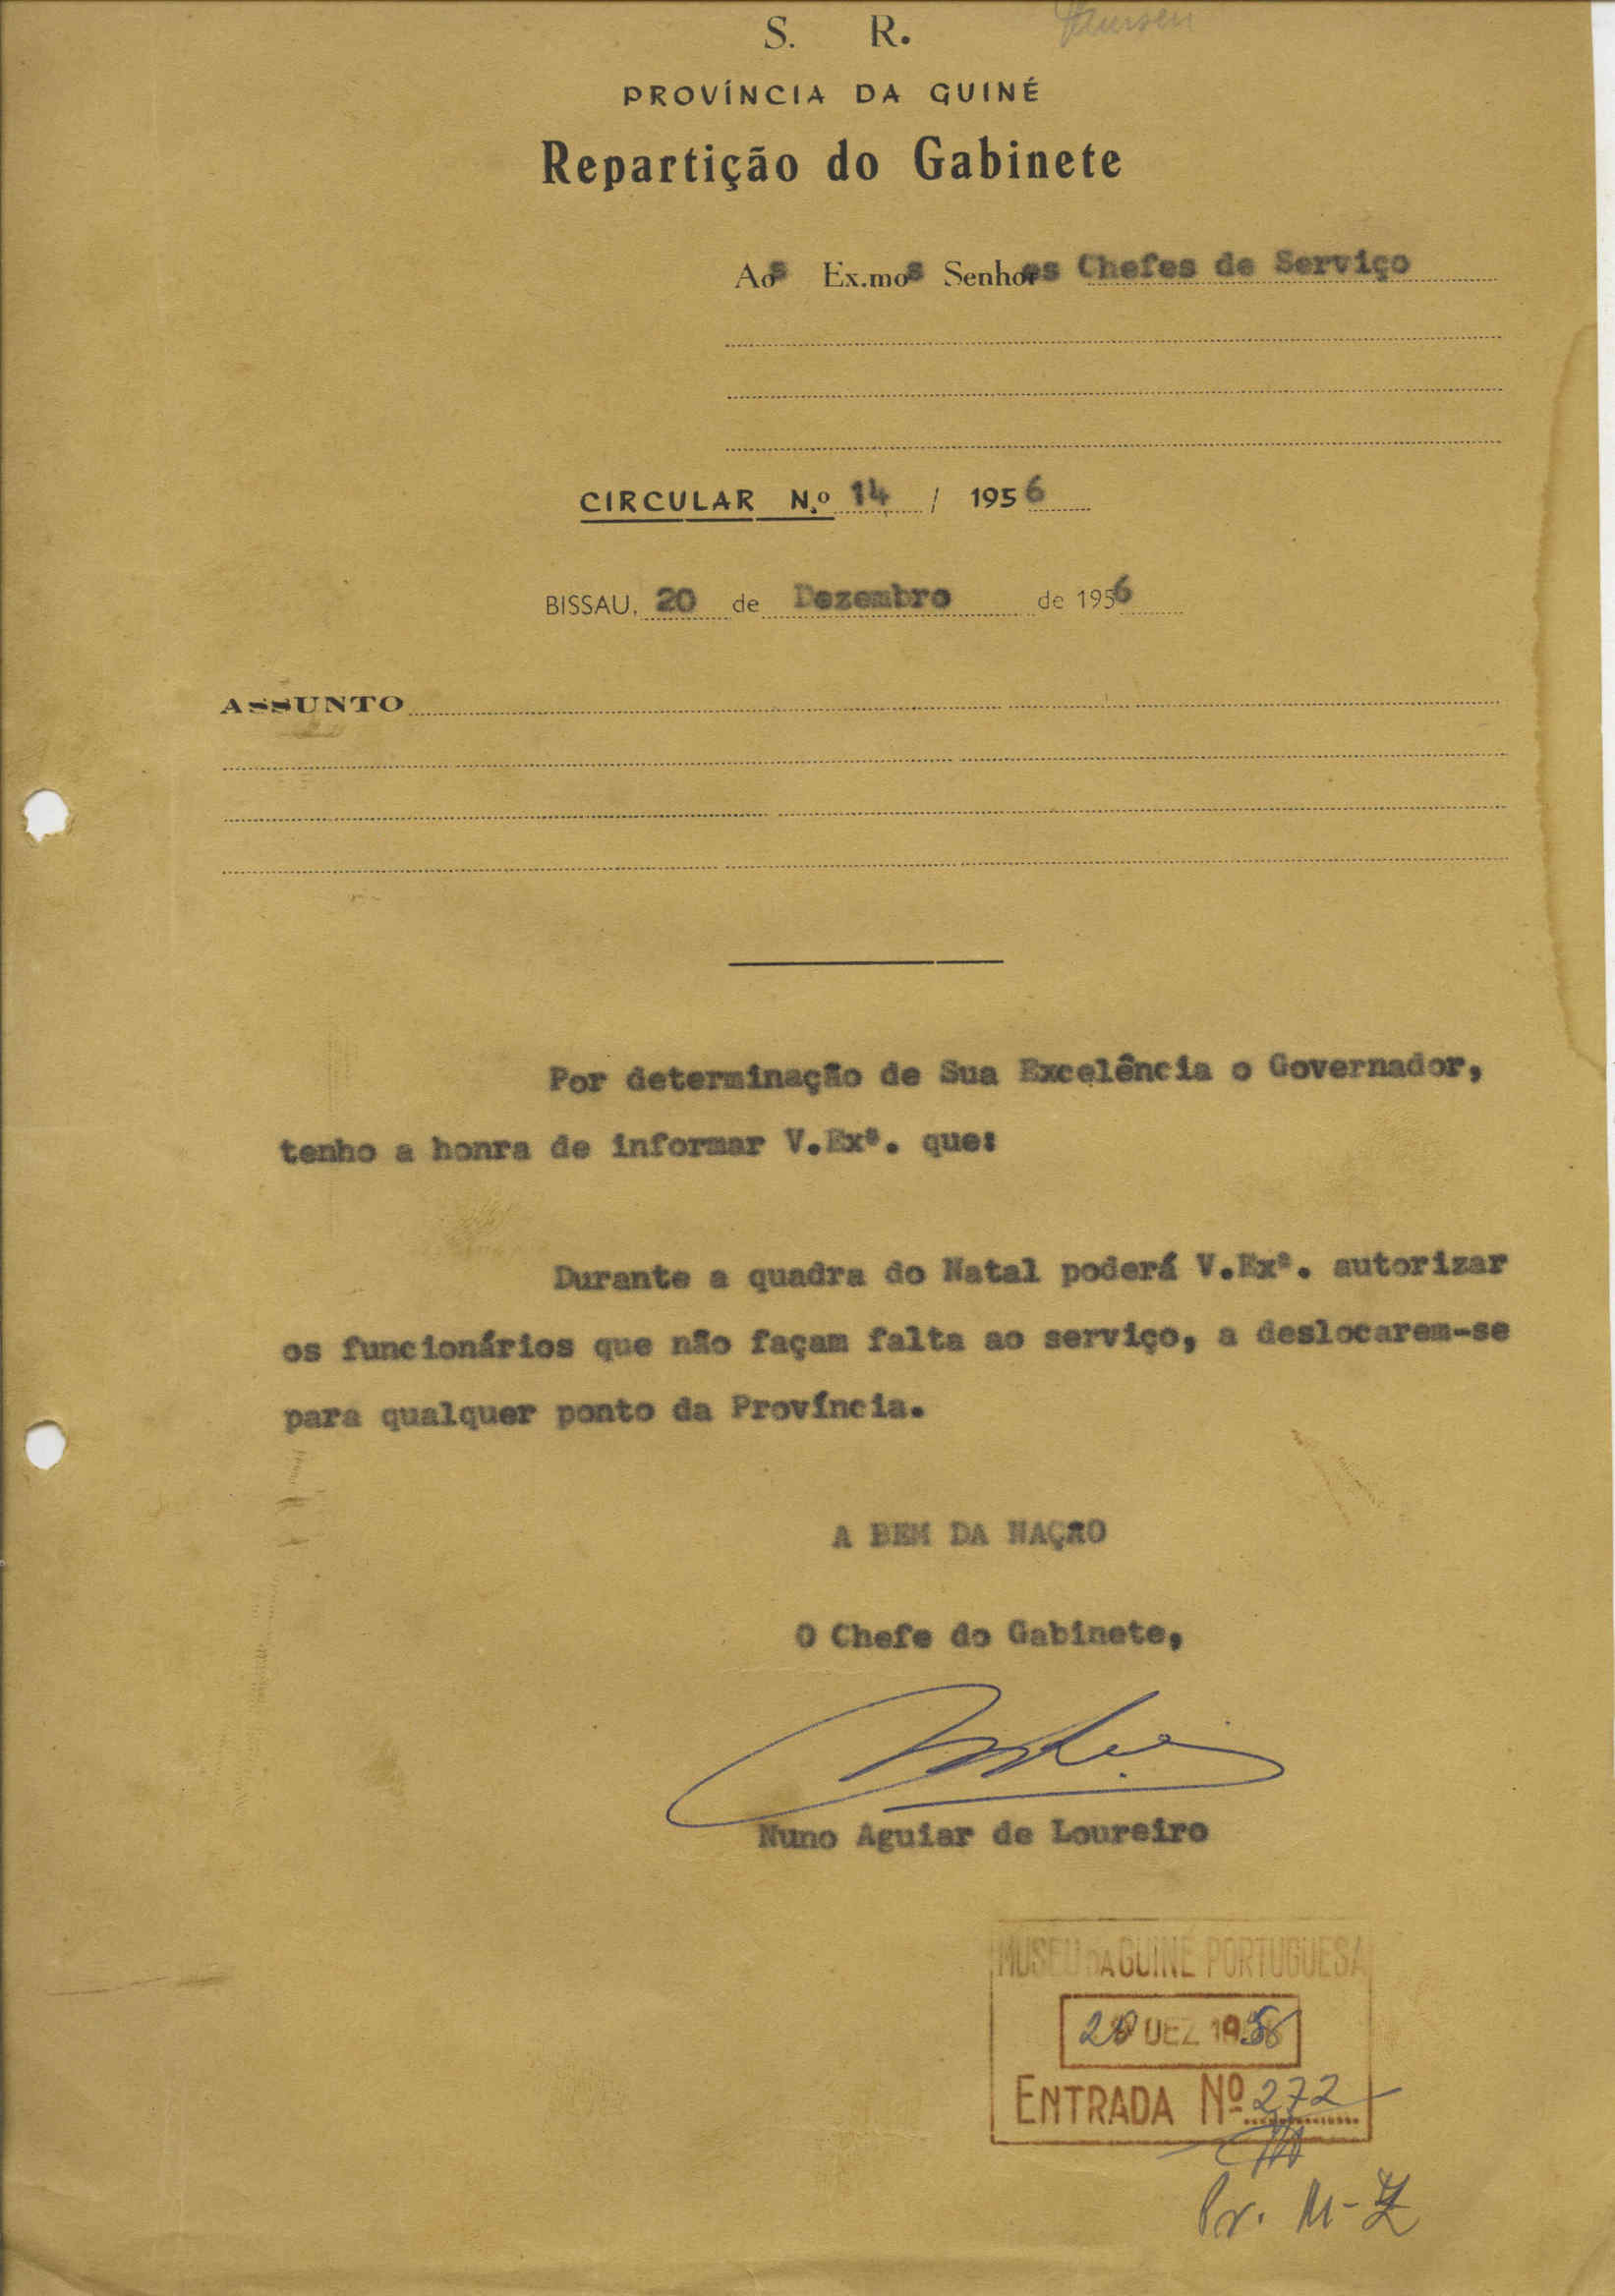 S. R.
PROVÍNCIA DA GUINÉ
Repartição do Gabinete
Aos Ex.mos Senhores Chefes de Serviço
CIRCULAR N.º 14 / 1956
BISSAU, 20 de Dezembro de 1956
ASSUNTO
Por determinação de Sua Excelência o Governador,
tenho a honra de informar V.Exª. que:
Durante a quadra do Natal poderá V.Exª. autorizar
os funcionários que não façam falta ao serviço, a deslocarem-se
para qualquer ponto da Província.
A BEM DA NAÇÃO
O Chefe do Gabinete,
Nuno Aguiar de Loureiro
MUSEU DA GUINÉ PORTUGUESA
20 DEZ 1956
ENTRADA Nº 272
Pr. M-Z